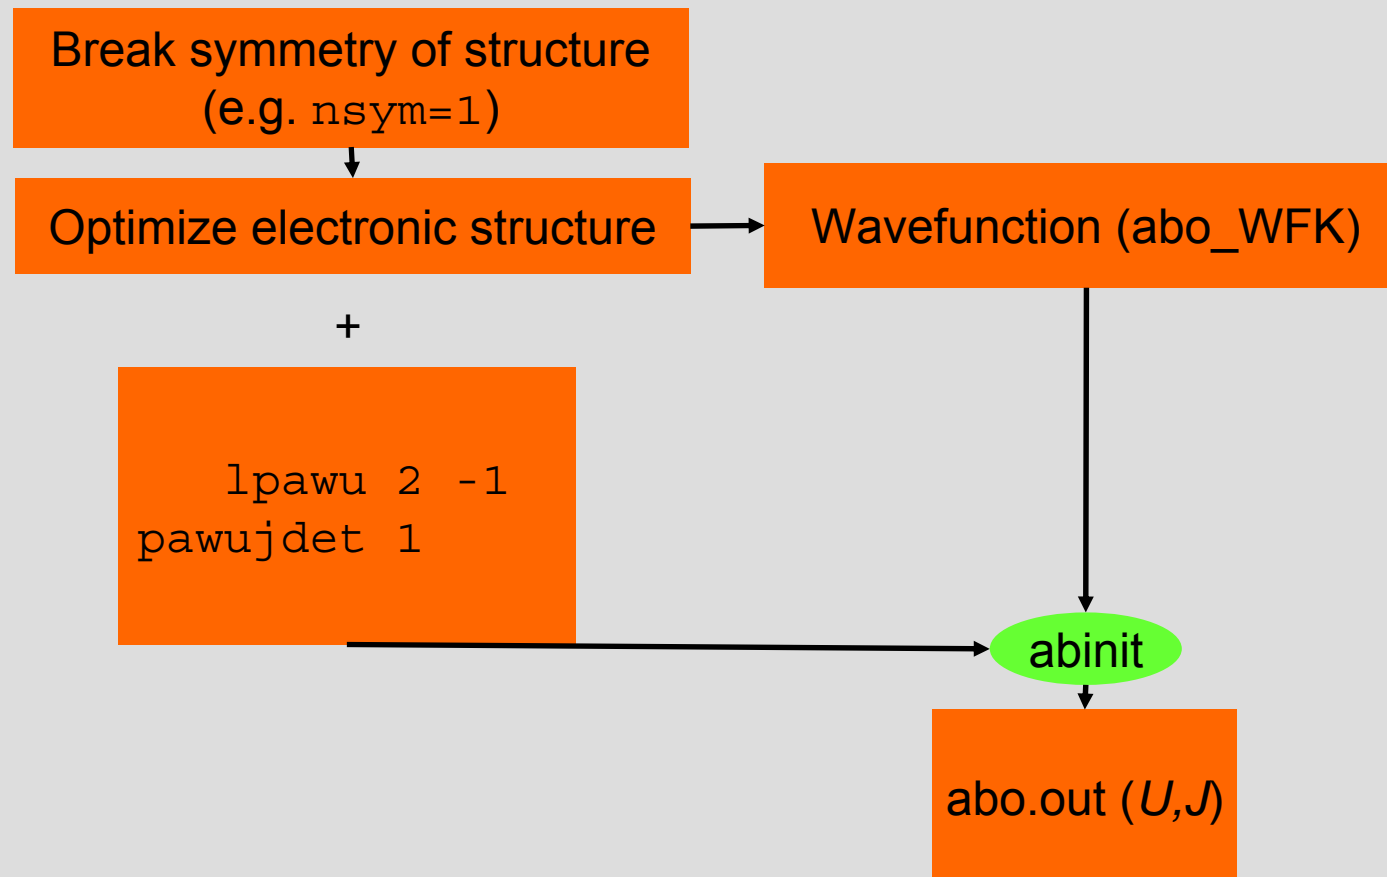 Break symmetry of structure
(e.g. nsym=1)
Optimize electronic structure
Wavefunction (abo_WFK)
+
lpawu 2 -1
pawujdet 1
abinit
abo.out (U,J)